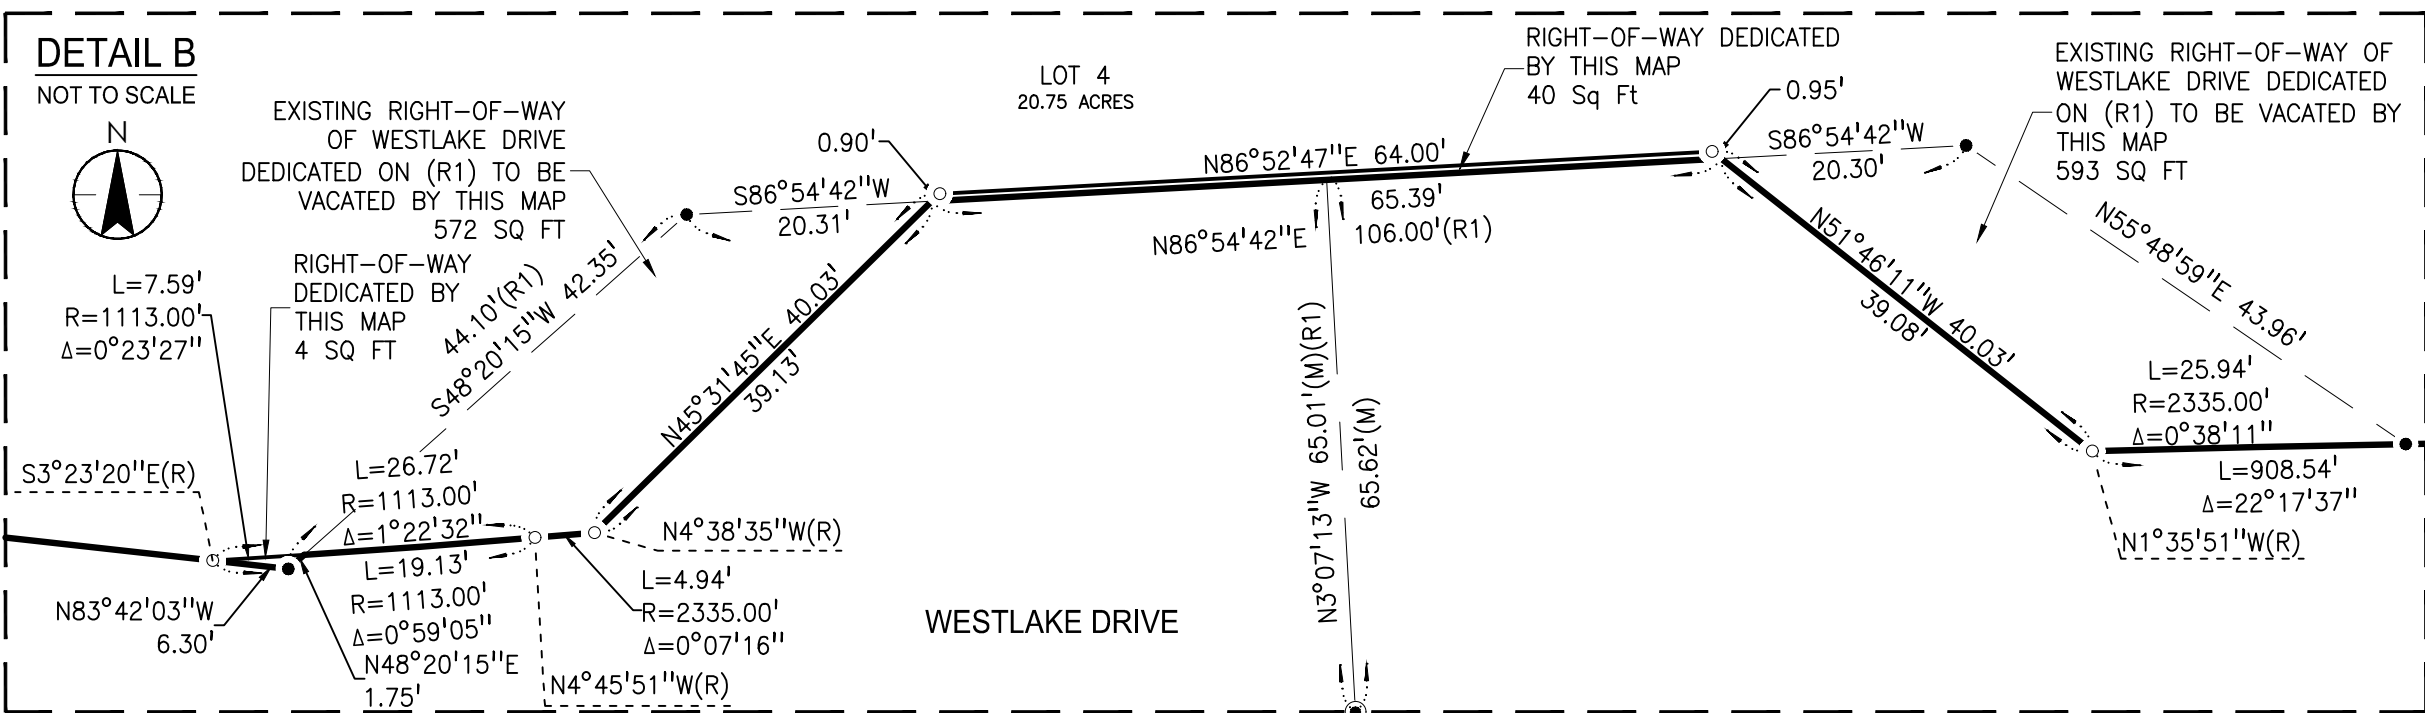 DETAIL B
NOT TO SCALE
N
EXISTING RIGHT-OF-WAY
OF WESTLAKE DRIVE
DEDICATED ON (R1) TO BE
VACATED BY THIS MAP
572 SQ FT
RIGHT-OF-WAY
DEDICATED BY
THIS MAP
4 SQ FT
L=7.59'
R=1113.00'
Δ=0°23'27"
S3°23'20"E(R)
N83°42'03"W
6.30'
44.10'(R1)
S48°20'15"W 42.35'
L=26.72'
R=1113.00'
Δ=1°22'32"
L=19.13'
R=1113.00'
Δ=0°59'05"
N48°20'15"E
1.75'
N4°45'51"W(R)
L=4.94'
R=2335.00'
Δ=0°07'16"
N4°38'35"W(R)
N45°31'45"E 40.03'
39.13'
S86°54'42"W
20.31'
0.90'
LOT 4
20.75 ACRES
N86°52'47"E 64.00'
65.39'
N86°54'42"E
106.00'(R1)
N3°07'13"W 65.01'(M)(R1)
65.62'(M)
WESTLAKE DRIVE
RIGHT-OF-WAY DEDICATED
BY THIS MAP
40 Sq Ft
0.95'
S86°54'42"W
20.30'
EXISTING RIGHT-OF-WAY OF
WESTLAKE DRIVE DEDICATED
ON (R1) TO BE VACATED BY
THIS MAP
593 SQ FT
N55°48'59"E 43.96'
N51°46'11"W 40.03'
39.08'
L=25.94'
R=2335.00'
Δ=0°38'11"
L=908.54'
Δ=22°17'37"
N1°35'51"W(R)